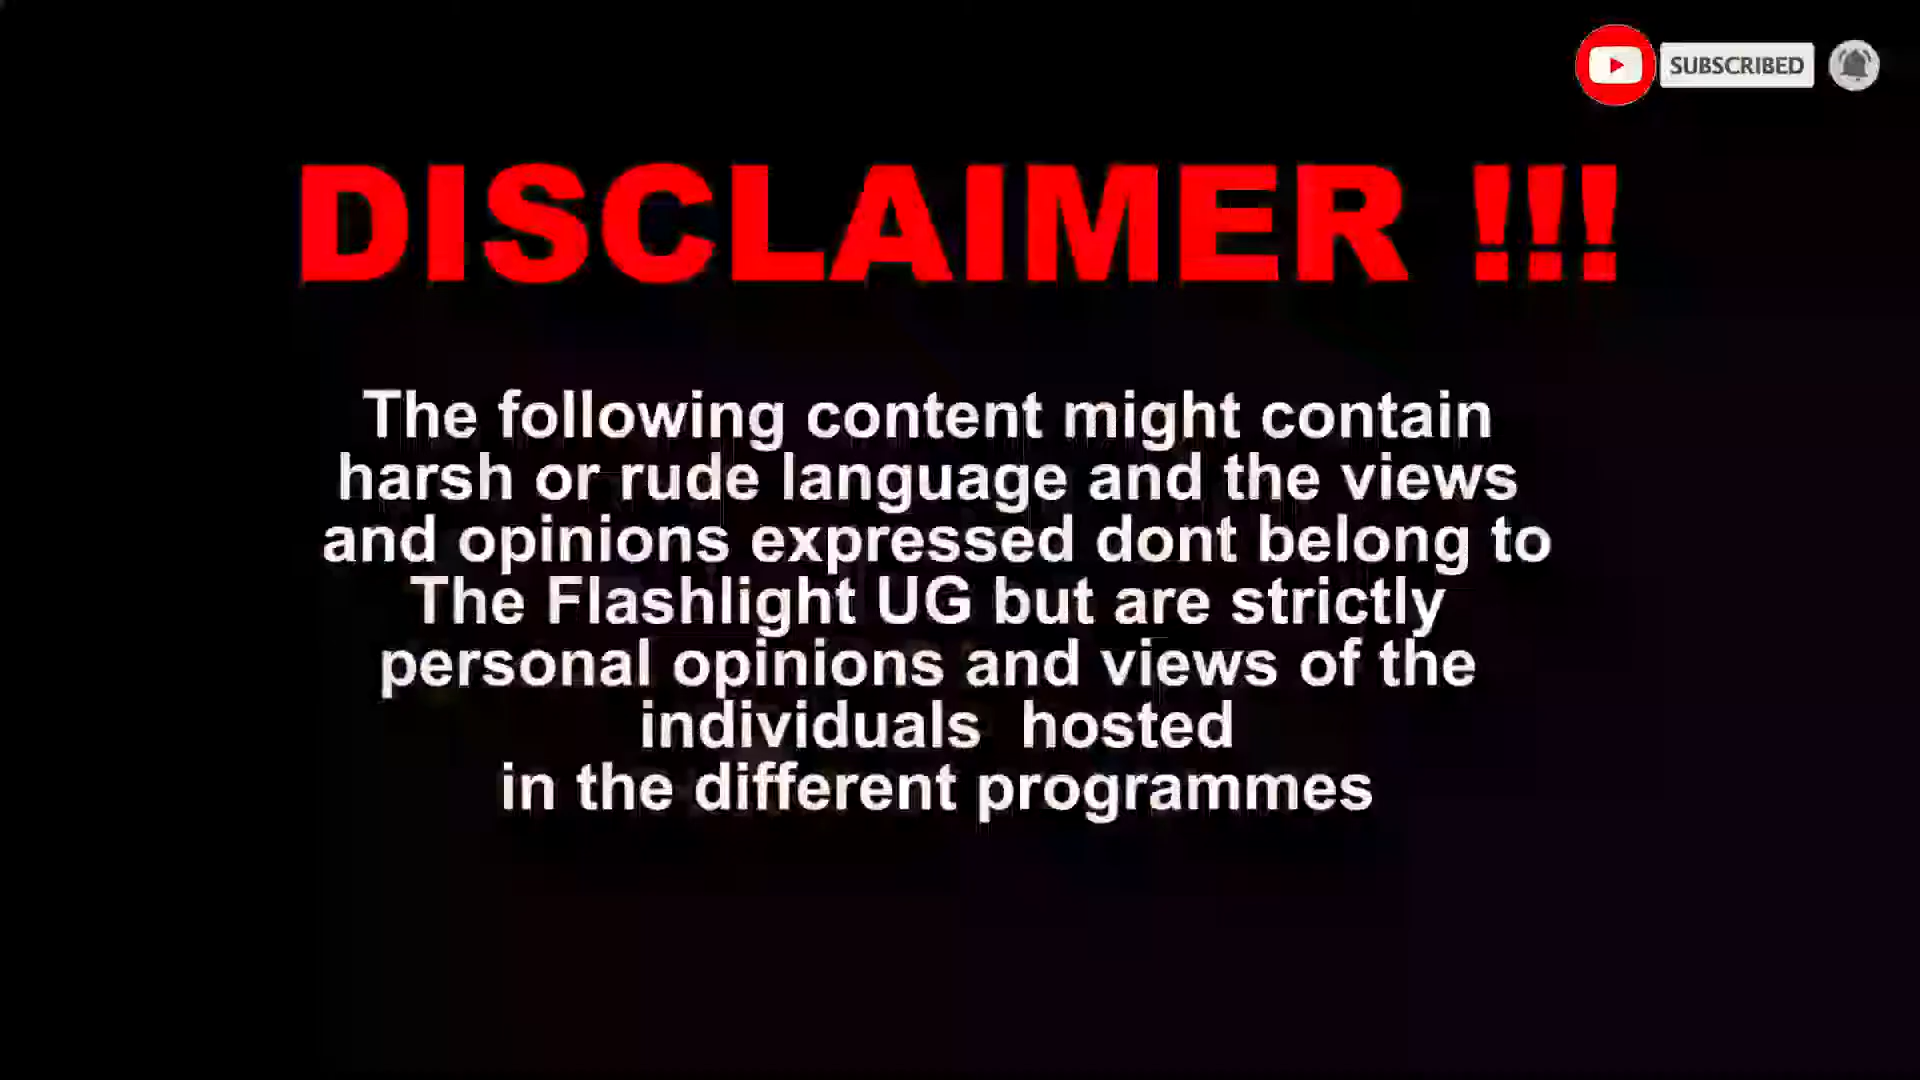 SUBSCRIBED
DISCLAIMER !!!
The following content might contain
harsh or rude language and the views
and opinions expressed dont belong to
The Flashlight UG but are strictly
personal opinions and views of the
individuals  hosted
in the different programmes